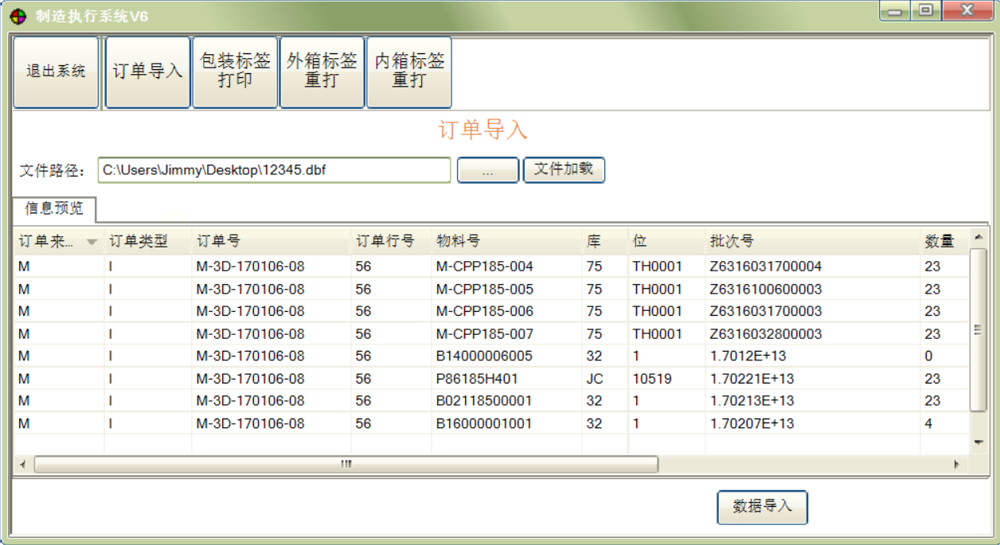 制造执行系统V6
退出系统 订单导入 包装标签打印 外箱标签重打 内箱标签重打
订单导入
文件路径: C:\Users\Jimmy\Desktop\12345.dbf ... 文件加载
信息预览
订单来... 订单类型 订单号 订单行号 物料号 库 位 批次号 数量
M I M-3D-170106-08 56 M-CPP185-004 75 TH0001 Z6316031700004 23
M I M-3D-170106-08 56 M-CPP185-005 75 TH0001 Z6316100600003 23
M I M-3D-170106-08 56 M-CPP185-006 75 TH0001 Z6316031700003 23
M I M-3D-170106-08 56 M-CPP185-007 75 TH0001 Z6316032800003 23
M I M-3D-170106-08 56 B14000006005 32 1 1.7012E+13 0
M I M-3D-170106-08 56 P86185H401 JC 10519 1.70221E+13 23
M I M-3D-170106-08 56 B02118500001 32 1 1.70213E+13 23
M I M-3D-170106-08 56 B16000001001 32 1 1.70207E+13 4
数据导入